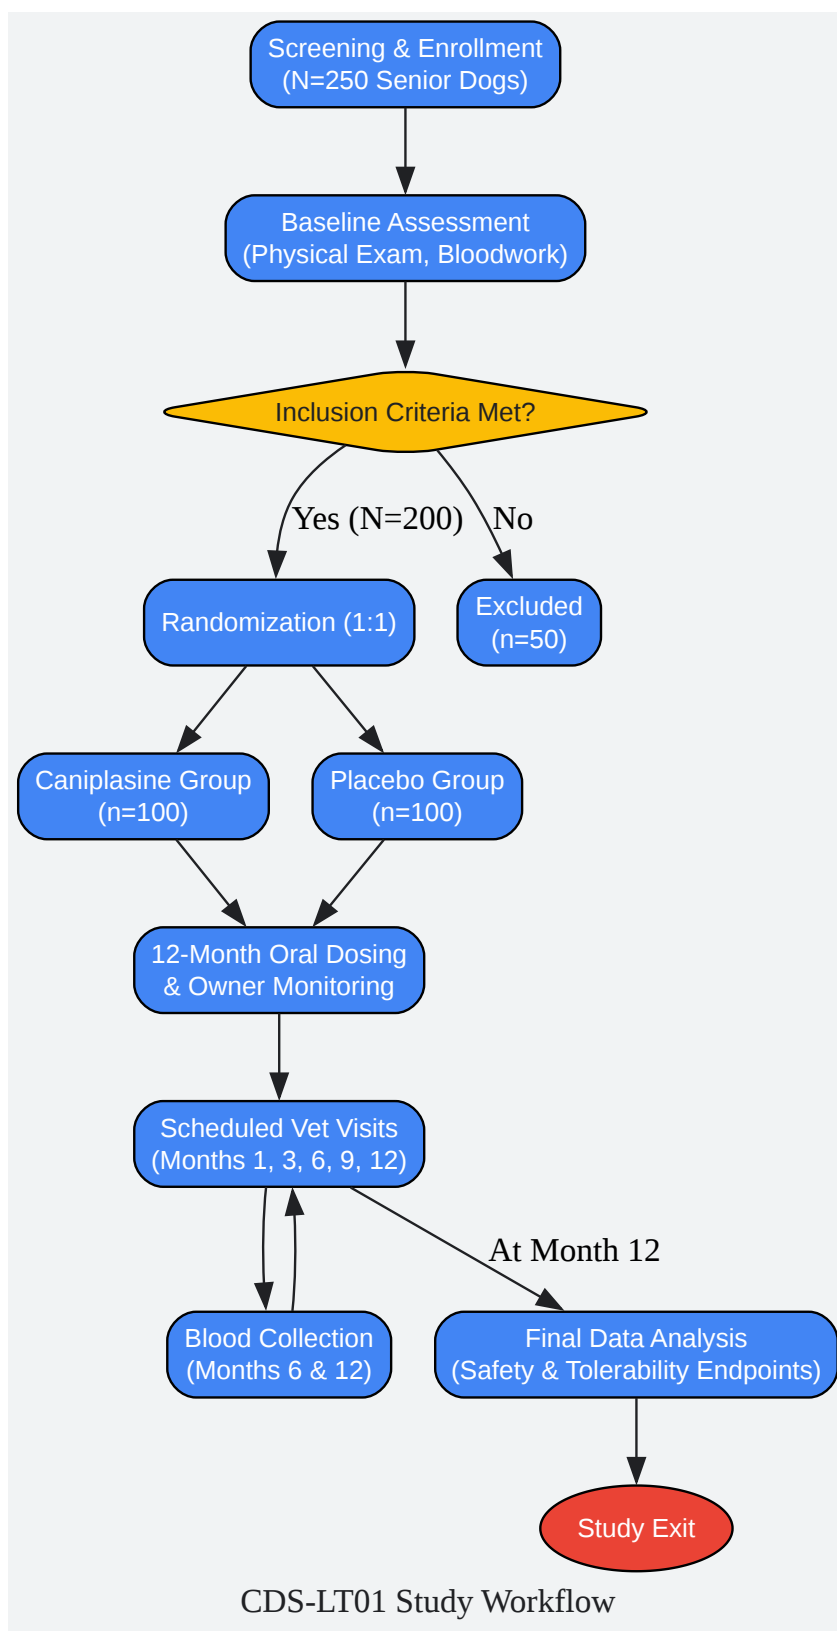 Screening & Enrollment
(N=250 Senior Dogs)
Baseline Assessment
(Physical Exam, Bloodwork)
Inclusion Criteria Met?
Yes (N=200)
No
Randomization (1:1)
Excluded
(n=50)
Caniplasine Group
(n=100)
Placebo Group
(n=100)
12-Month Oral Dosing
& Owner Monitoring
Scheduled Vet Visits
(Months 1, 3, 6, 9, 12)
At Month 12
Blood Collection
(Months 6 & 12)
Final Data Analysis
(Safety & Tolerability Endpoints)
Study Exit
CDS-LT01 Study Workflow